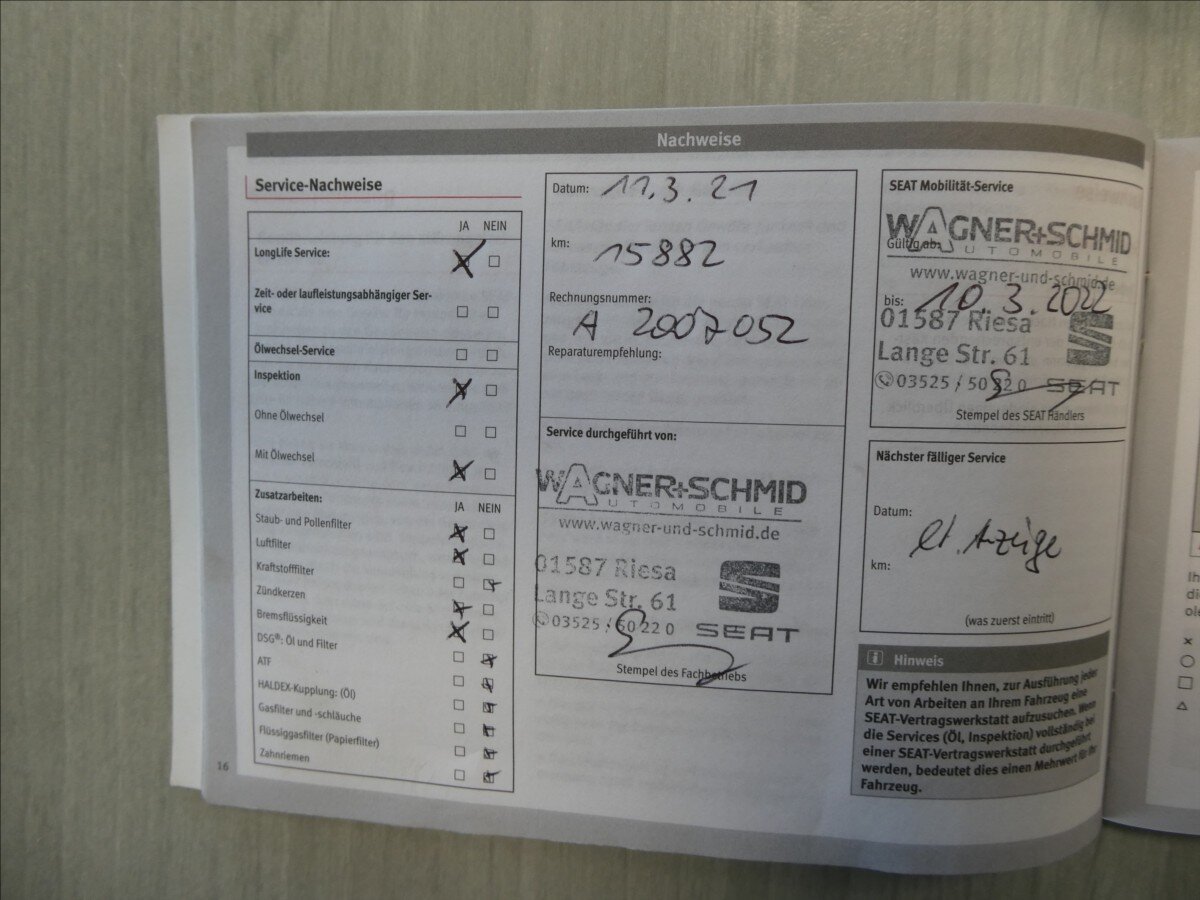 Nachweise
Service-Nachweise
JA NEIN
LongLife Service:
Zeit- oder laufleistungsabhängiger Ser-
vice
Ölwechsel-Service
Inspektion
Ohne Ölwechsel
Mit Ölwechsel
Zusatzarbeiten:
JA NEIN
Staub- und Pollenfilter
Luftfilter
Kraftstofffilter
Zündkerzen
Bremsflüssigkeit
DSG®: Öl und Filter
ATF
HALDEX-Kupplung: (Öl)
Gasfilter und -schläuche
Flüssiggasfilter (Papierfilter)
Zahnriemen
16
Datum: 11.3.21
km: 15882
Rechnungsnummer:
A 2007052
Reparaturempfehlung:
Service durchgeführt von:
WAGNER+SCHMID
AUTOMOBILE
www.wagner-und-schmid.de
01587 Riesa
Lange Str. 61
03525 / 50 22 0
SEAT
Stempel des Fachbetriebs
SEAT Mobilität-Service
WAGNER+SCHMID
Gültig ab:
AUTOMOBILE
www.wagner-und-schmid.de
bis: 10.3.2022
01587 Riesa
Lange Str. 61
03525 / 50 22 0
SEAT
Stempel des SEAT Händlers
Nächster fälliger Service
Datum:
lt. Anzeige
km:
(was zuerst eintritt)
i Hinweis
Wir empfehlen Ihnen, zur Ausführung jeder
Art von Arbeiten an Ihrem Fahrzeug eine
SEAT-Vertragswerkstatt aufzusuchen. Wenn
die Services (Öl, Inspektion) vollständig bei
einer SEAT-Vertragswerkstatt durchgeführt
werden, bedeutet dies einen Mehrwert für Ihr
Fahrzeug.